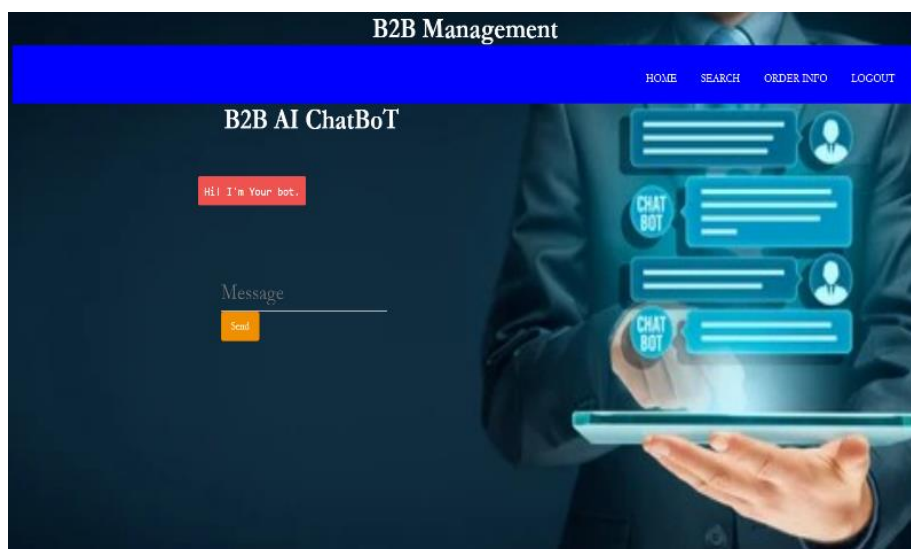 B2B Management
HOME SEARCH ORDER INFO LOGOUT
B2B AI ChatBoT
Hi! I'm Your bot.
Message
Send
CHAT
BOT
CHAT
BOT